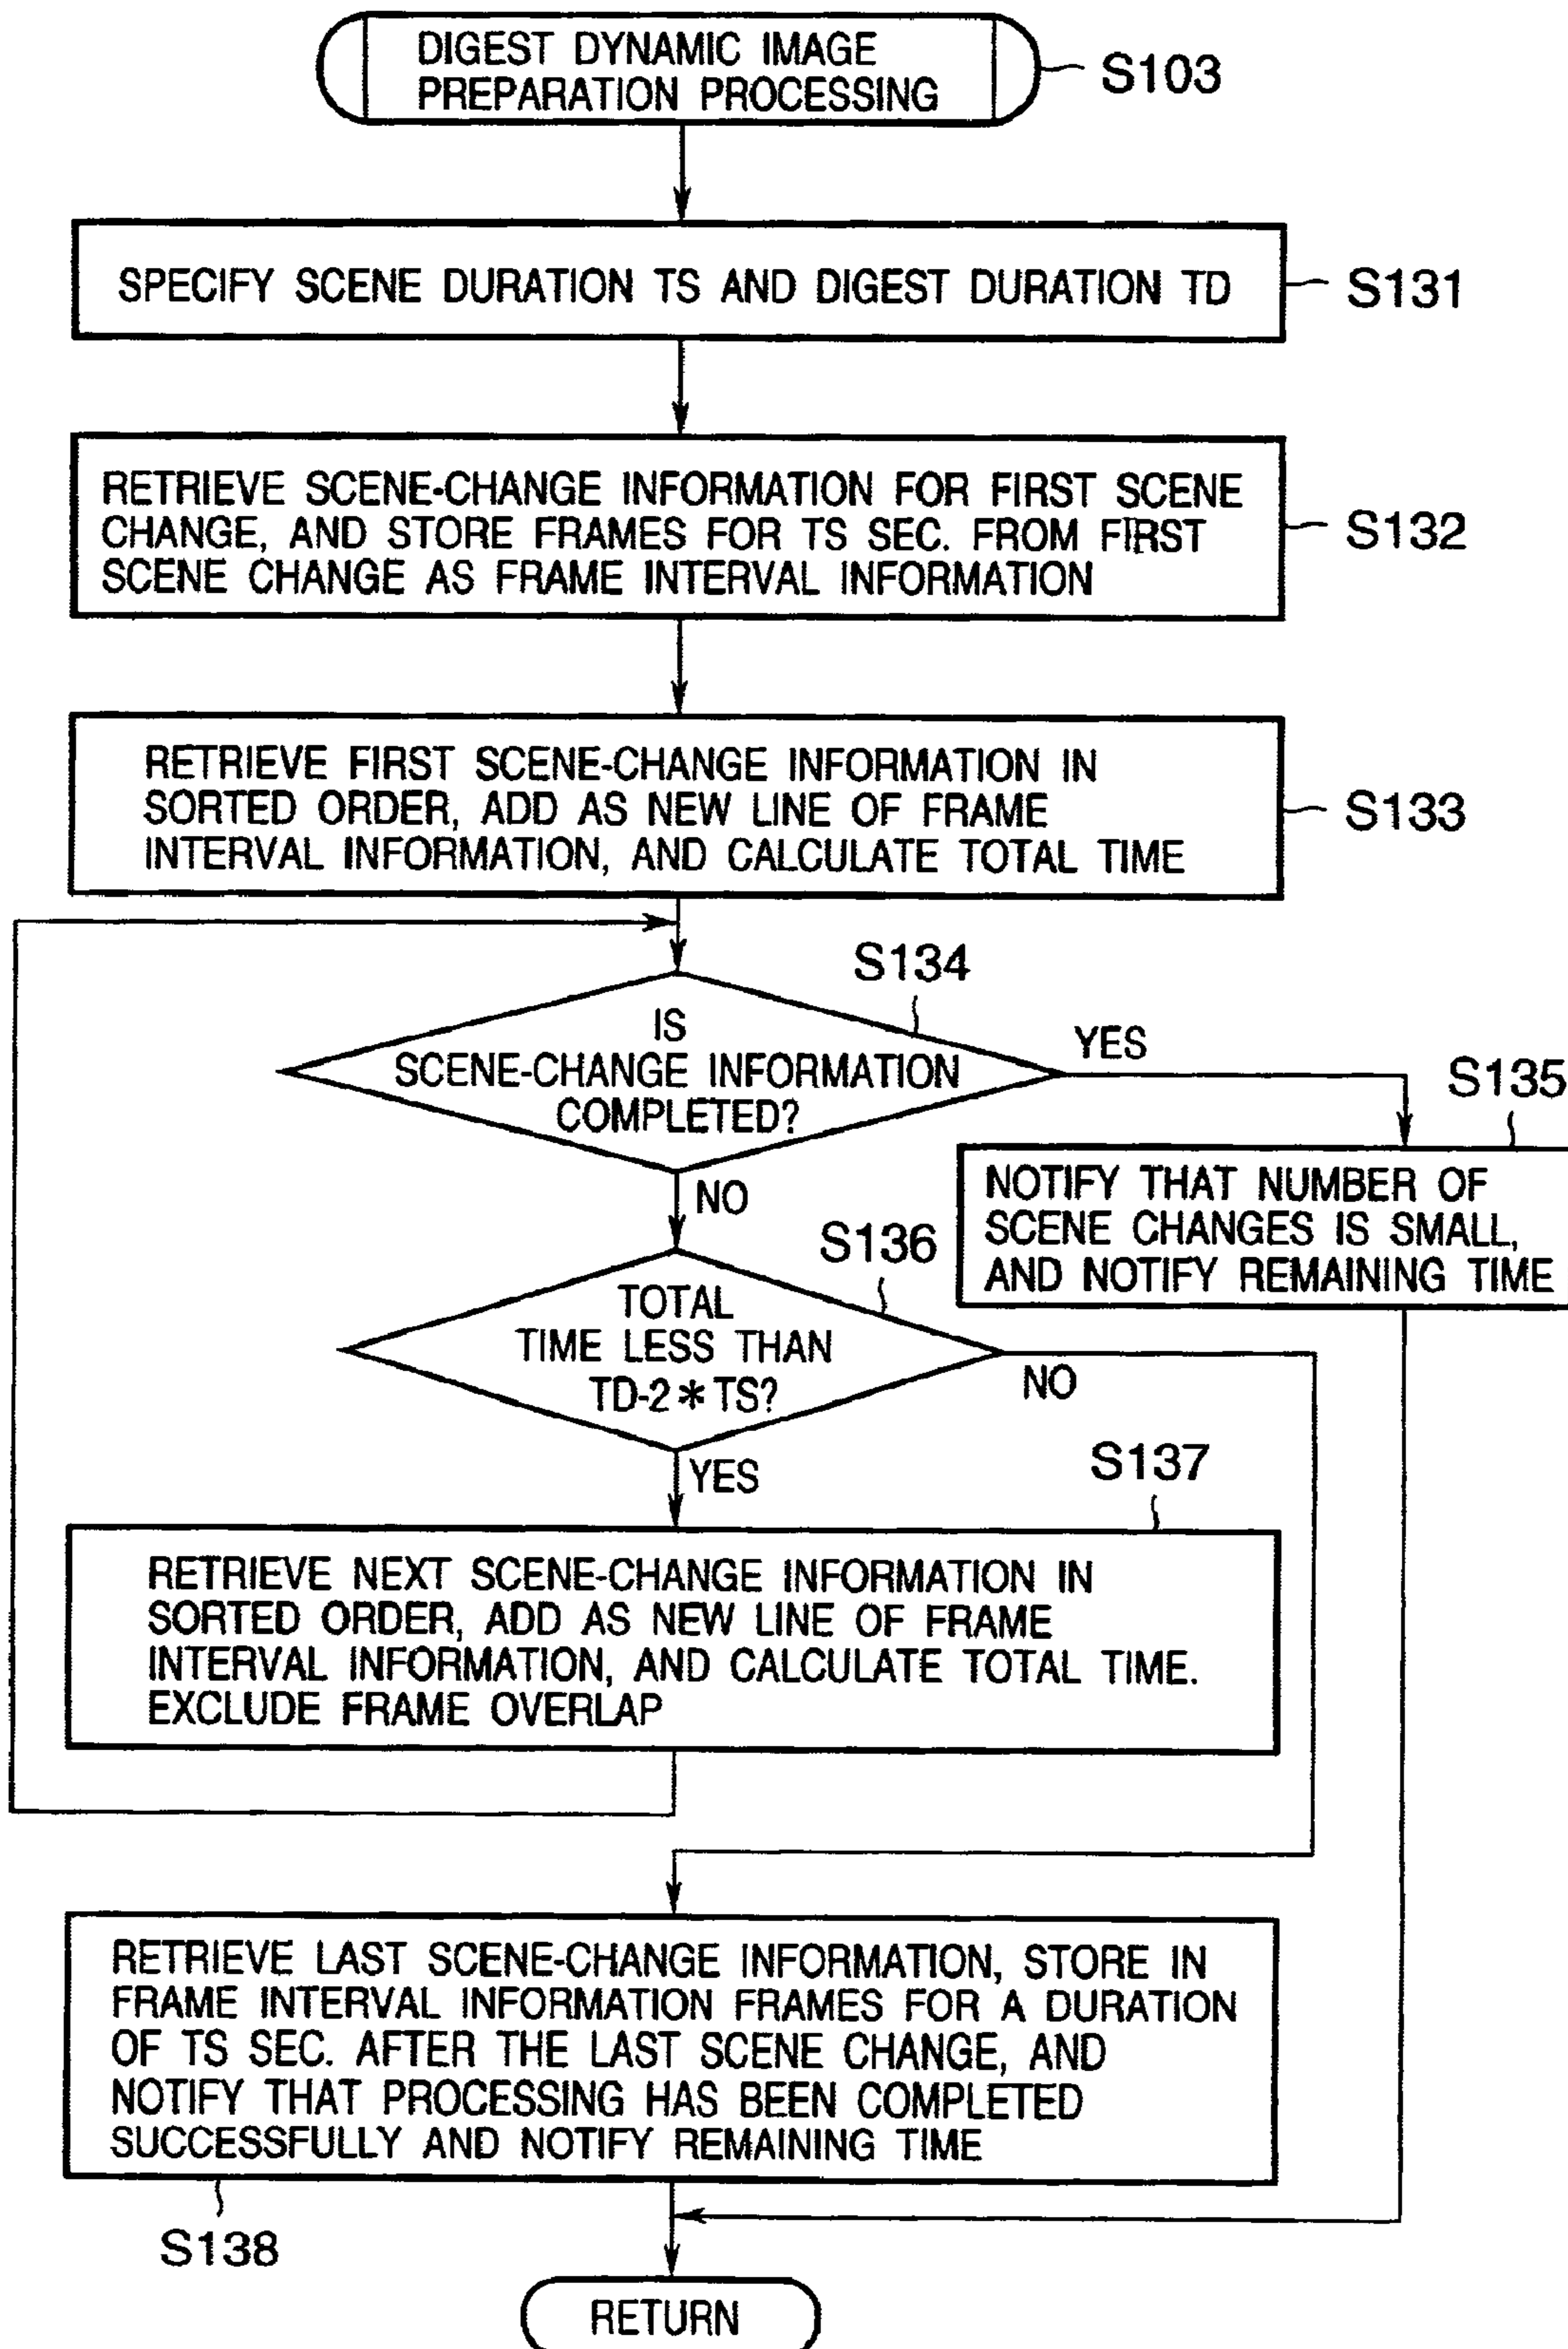 DIGEST DYNAMIC IMAGE
PREPARATION PROCESSING
S103
SPECIFY SCENE DURATION TS AND DIGEST DURATION TD
S131
RETRIEVE SCENE-CHANGE INFORMATION FOR FIRST SCENE
CHANGE, AND STORE FRAMES FOR TS SEC. FROM FIRST
SCENE CHANGE AS FRAME INTERVAL INFORMATION
S132
RETRIEVE FIRST SCENE-CHANGE INFORMATION IN
SORTED ORDER, ADD AS NEW LINE OF FRAME
INTERVAL INFORMATION, AND CALCULATE TOTAL TIME
S133
S134
IS
SCENE-CHANGE INFORMATION
COMPLETED?
YES
NO
S135
NOTIFY THAT NUMBER OF
SCENE CHANGES IS SMALL,
AND NOTIFY REMAINING TIME
S136
TOTAL
TIME LESS THAN
TD-2*TS?
NO
YES
S137
RETRIEVE NEXT SCENE-CHANGE INFORMATION IN
SORTED ORDER, ADD AS NEW LINE OF FRAME
INTERVAL INFORMATION, AND CALCULATE TOTAL TIME.
EXCLUDE FRAME OVERLAP
RETRIEVE LAST SCENE-CHANGE INFORMATION, STORE IN
FRAME INTERVAL INFORMATION FRAMES FOR A DURATION
OF TS SEC. AFTER THE LAST SCENE CHANGE, AND
NOTIFY THAT PROCESSING HAS BEEN COMPLETED
SUCCESSFULLY AND NOTIFY REMAINING TIME
S138
RETURN